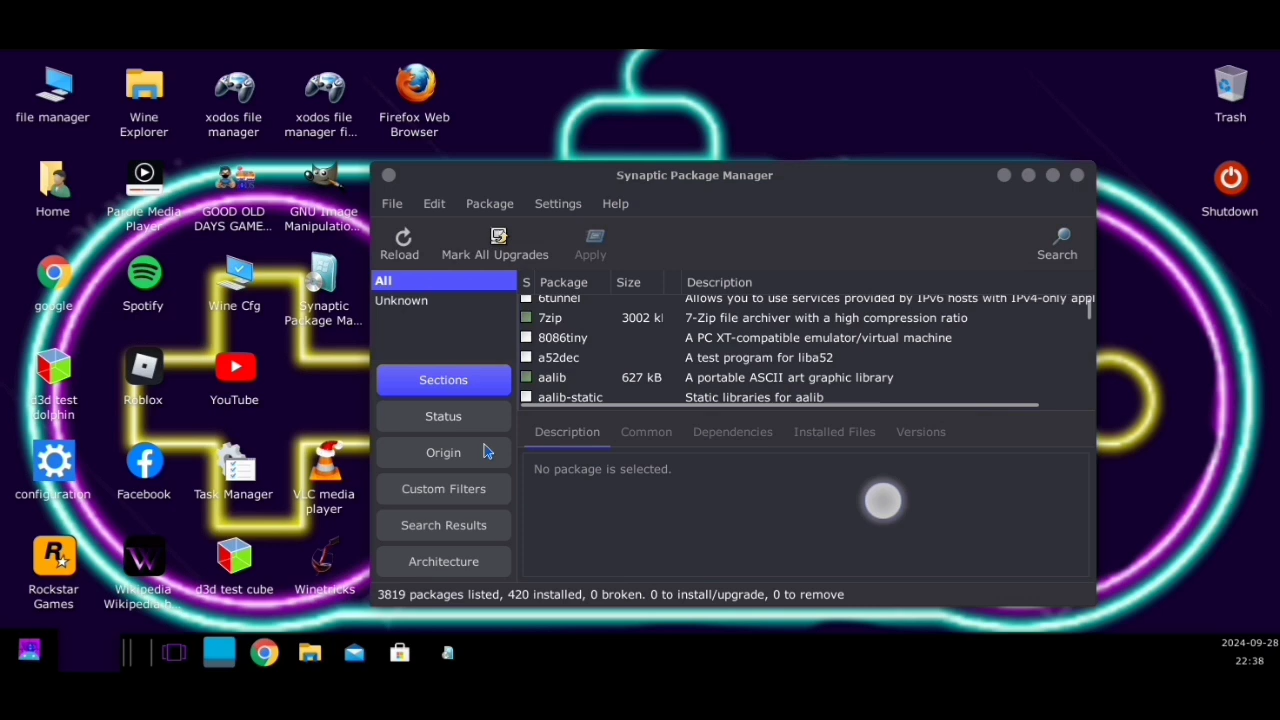 file manager
Wine
Explorer
xodos file
manager
xodos file
manager fi...
Firefox Web
Browser
Trash
Home
Parole Media
Player
GOOD OLD
DAYS GAME...
GNU Image
Manipulatio...
Shutdown
google
Spotify
Wine Cfg
Synaptic
Package Ma...
d3d test
dolphin
Roblox
YouTube
configuration
Facebook
Task Manager
VLC media
player
Rockstar
Games
Wikipedia
d3d test cube
Winetricks
Synaptic Package Manager
File Edit Package Settings Help
Reload Mark All Upgrades Apply Search
All
Unknown
Sections
Status
Origin
Custom Filters
Search Results
Architecture
S Package Size Description
6tunnel Allows you to use services provided by IPv6 hosts with IPv4-only appl
7zip 3002 kl 7-Zip file archiver with a high compression ratio
8086tiny A PC XT-compatible emulator/virtual machine
a52dec A test program for liba52
aalib 627 kB A portable ASCII art graphic library
aalib-static Static libraries for aalib
Description Common Dependencies Installed Files Versions
No package is selected.
3819 packages listed, 420 installed, 0 broken. 0 to install/upgrade, 0 to remove
2024-09-28
22:38